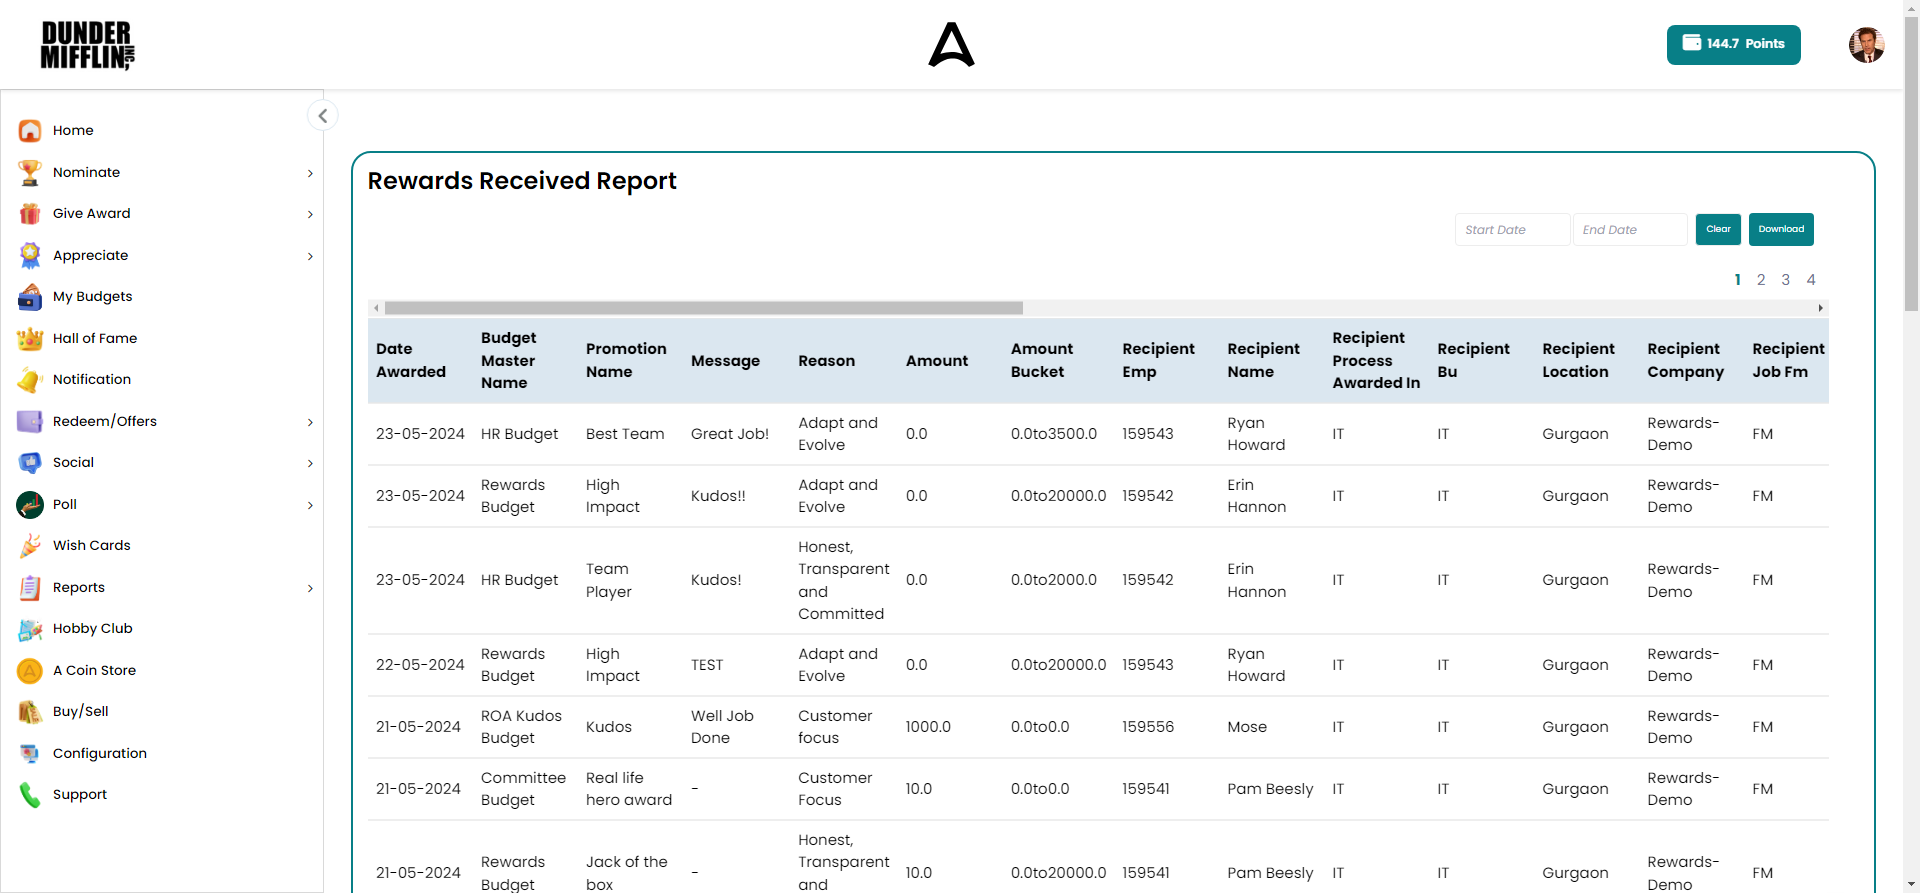 DUNDER
MIFFLIN, INC
144.7 Points
Home
Nominate
Give Award
Appreciate
My Budgets
Hall of Fame
Notification
Redeem/Offers
Social
Poll
Wish Cards
Reports
Hobby Club
A Coin Store
Buy/Sell
Configuration
Support
Rewards Received Report
Start Date End Date Clear Download
1 2 3 4
Date Awarded Budget Master Name Promotion Name Message Reason Amount Amount Bucket Recipient Emp Recipient Name Recipient Process Awarded In Recipient Bu Recipient Location Recipient Company Recipient Job Fm
23-05-2024 HR Budget Best Team Great Job! Adapt and Evolve 0.0 0.0to3500.0 159543 Ryan Howard IT IT Gurgaon Rewards-Demo FM
23-05-2024 Rewards Budget High Impact Kudos!! Adapt and Evolve 0.0 0.0to20000.0 159542 Erin Hannon IT IT Gurgaon Rewards-Demo FM
23-05-2024 HR Budget Team Player Kudos! Honest, Transparent and Committed 0.0 0.0to2000.0 159542 Erin Hannon IT IT Gurgaon Rewards-Demo FM
22-05-2024 Rewards Budget High Impact TEST Adapt and Evolve 0.0 0.0to20000.0 159543 Ryan Howard IT IT Gurgaon Rewards-Demo FM
21-05-2024 ROA Kudos Budget Kudos Well Job Done Customer focus 1000.0 0.0to0.0 159556 Mose IT IT Gurgaon Rewards-Demo FM
21-05-2024 Committee Budget Real life hero award - Customer Focus 10.0 0.0to0.0 159541 Pam Beesly IT IT Gurgaon Rewards-Demo FM
21-05-2024 Rewards Budget Jack of the box - Honest, Transparent and 10.0 0.0to20000.0 159541 Pam Beesly IT IT Gurgaon Rewards-Demo FM